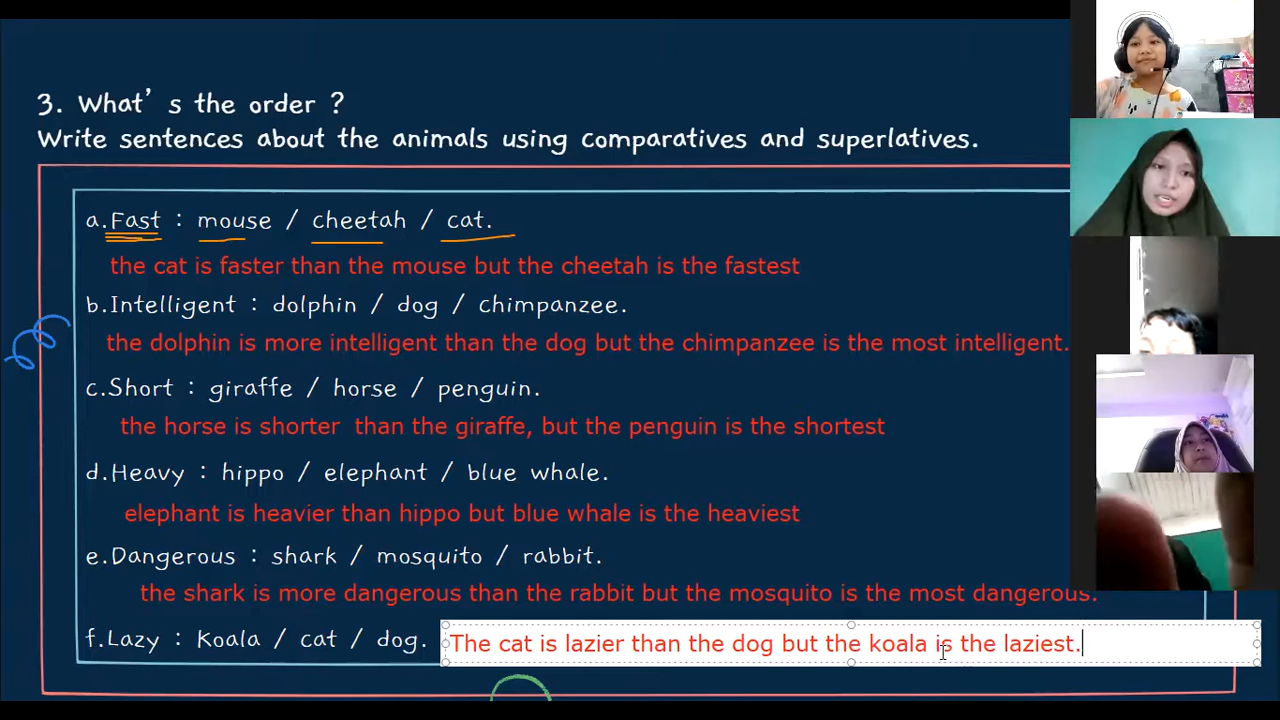 3. What's the order ?
Write sentences about the animals using comparatives and superlatives.
a.Fast : mouse / cheetah / cat.
the cat is faster than the mouse but the cheetah is the fastest
b.Intelligent : dolphin / dog / chimpanzee.
the dolphin is more intelligent than the dog but the chimpanzee is the most intelligent.
c.Short : giraffe / horse / penguin.
the horse is shorter than the giraffe, but the penguin is the shortest
d.Heavy : hippo / elephant / blue whale.
elephant is heavier than hippo but blue whale is the heaviest
e.Dangerous : shark / mosquito / rabbit.
the shark is more dangerous than the rabbit but the mosquito is the most dangerous.
f.Lazy : Koala / cat / dog. The cat is lazier than the dog but the koala is the laziest.